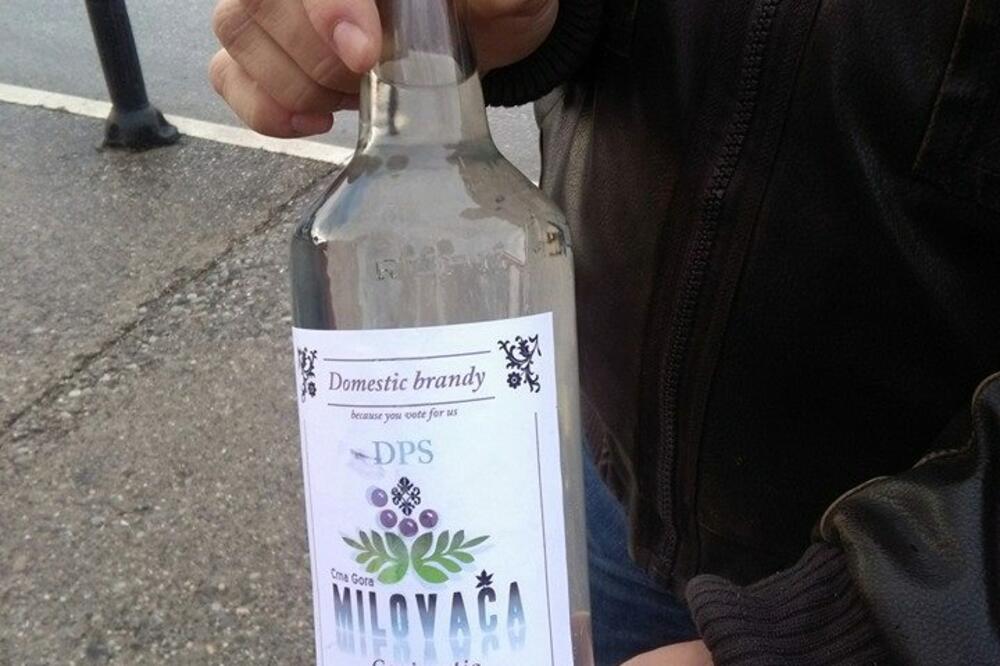 Domestic brandy
because you vote for us
DPS
Crna Gora
MILOVAČA